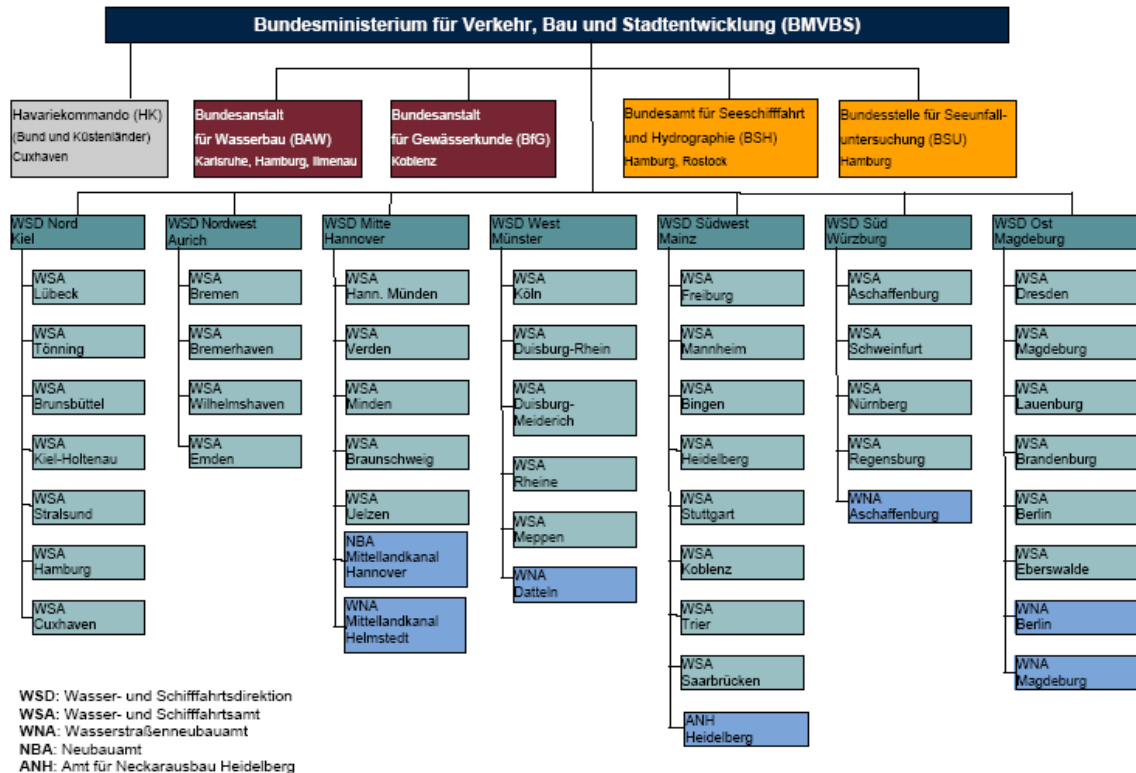 Bundesministerium für Verkehr, Bau und Stadtentwicklung (BMVBS)
Havariekommando (HK)
(Bund und Küstenländer)
Cuxhaven
Bundesanstalt
für Wasserbau (BAW)
Karlsruhe, Hamburg, Ilmenau
Bundesanstalt
für Gewässerkunde (BfG)
Koblenz
Bundesamt für Seeschifffahrt
und Hydrographie (BSH)
Hamburg, Rostock
Bundesstelle für Seeunfall-
untersuchung (BSU)
Hamburg
WSD Nord
Kiel
WSA
Lübeck
WSA
Tönning
WSA
Brunsbüttel
WSA
Kiel-Holtenau
WSA
Stralsund
WSA
Hamburg
WSA
Cuxhaven
WSD Nordwest
Aurich
WSA
Bremen
WSA
Bremerhaven
WSA
Wilhelmshaven
WSA
Emden
WSD Mitte
Hannover
WSA
Hann. Münden
WSA
Verden
WSA
Minden
WSA
Braunschweig
WSA
Uelzen
NBA
Mittellandkanal
Hannover
WNA
Mittellandkanal
Helmstedt
WSD West
Münster
WSA
Köln
WSA
Duisburg-Rhein
WSA
Duisburg-
Meiderich
WSA
Rheine
WSA
Meppen
WNA
Datteln
WSD Südwest
Mainz
WSA
Freiburg
WSA
Mannheim
WSA
Bingen
WSA
Heidelberg
WSA
Stuttgart
WSA
Koblenz
WSA
Trier
WSA
Saarbrücken
ANH
Heidelberg
WSD Süd
Würzburg
WSA
Aschaffenburg
WSA
Schweinfurt
WSA
Nürnberg
WSA
Regensburg
WNA
Aschaffenburg
WSD Ost
Magdeburg
WSA
Dresden
WSA
Magdeburg
WSA
Lauenburg
WSA
Brandenburg
WSA
Berlin
WSA
Eberswalde
WNA
Berlin
WNA
Magdeburg
WSD: Wasser- und Schifffahrtsdirektion
WSA: Wasser- und Schifffahrtsamt
WNA: Wasserstraßenneubauamt
NBA: Neubauamt
ANH: Amt für Neckarausbau Heidelberg